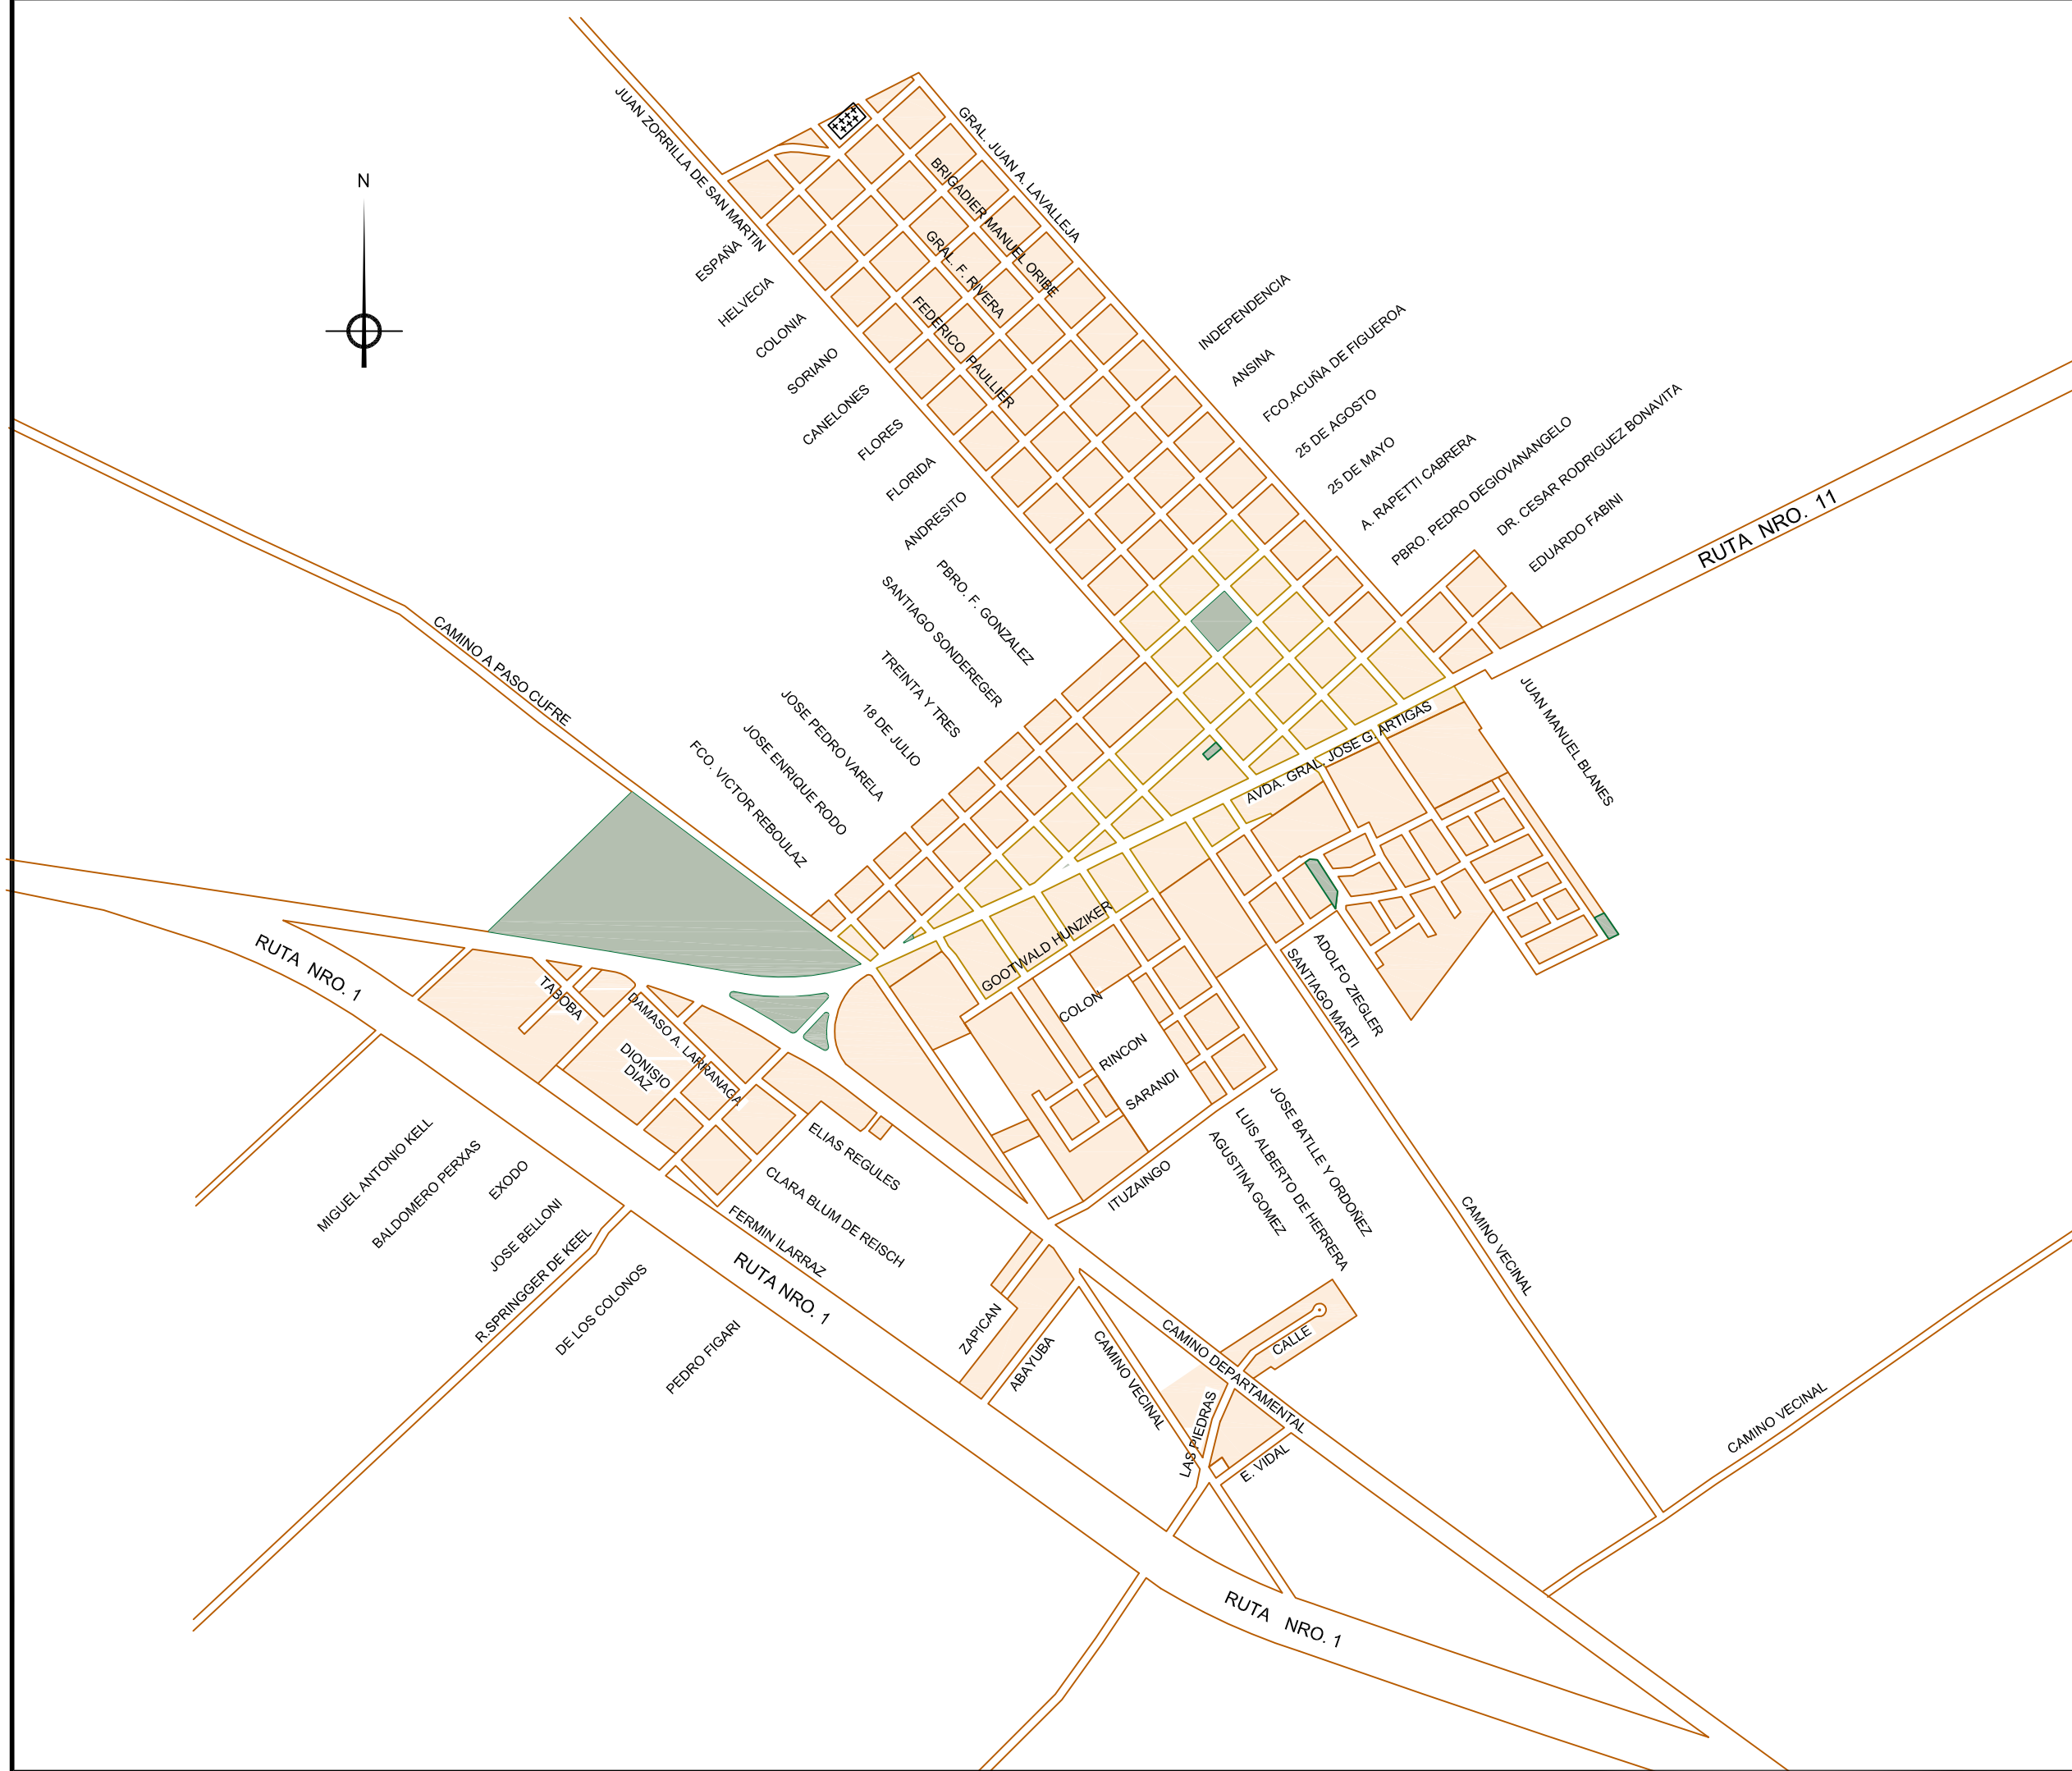 N
JUAN ZORRILLA DE SAN MARTIN
GRAL. JUAN A. LAVALLEJA
BRIGADIER MANUEL ORIBE
GRAL. F. RIVERA
FEDERICO PAULLIER
ESPAÑA
HELVECIA
COLONIA
SORIANO
CANELONES
FLORES
FLORIDA
ANDRESITO
INDEPENDENCIA
ANSINA
FCO.ACUÑA DE FIGUEROA
25 DE AGOSTO
25 DE MAYO
A. RAPETTI CABRERA
PBRO. PEDRO DEGIOVANANGELO
DR. CESAR RODRIGUEZ BONAVITA
EDUARDO FABINI
RUTA NRO. 11
PBRO. F. GONZALEZ
SANTIAGO SONDEREGER
TREINTA Y TRES
18 DE JULIO
JOSE PEDRO VARELA
JOSE ENRIQUE RODO
FCO. VICTOR REBOULAZ
CAMINO A PASO CUFRE
JUAN MANUEL BLANES
AVDA. GRAL. JOSE G. ARTIGAS
GOOTWALD HUNZIKER
COLON
RINCON
SARANDI
ITUZAINGO
ADOLFO ZIEGLER
SANTIAGO MARTI
JOSE BATLLE Y ORDOÑEZ
LUIS ALBERTO DE HERRERA
AGUSTINA GOMEZ
RUTA NRO. 1
TABOBA
DAMASO A. LARRANAGA
DIONISIO
DIAZ
ELIAS REGULES
CLARA BLUM DE REISCH
FERMIN ILARRAZ
RUTA NRO. 1
MIGUEL ANTONIO KELL
BALDOMERO PERXAS
EXODO
JOSE BELLONI
R.SPRINGGER DE KEEL
DE LOS COLONOS
PEDRO FIGARI
ZAPICAN
ABAYUBA
CAMINO VECINAL
CAMINO DEPARTAMENTAL
CALLE
LAS PIEDRAS
E. VIDAL
CAMINO VECINAL
CAMINO VECINAL
RUTA NRO. 1